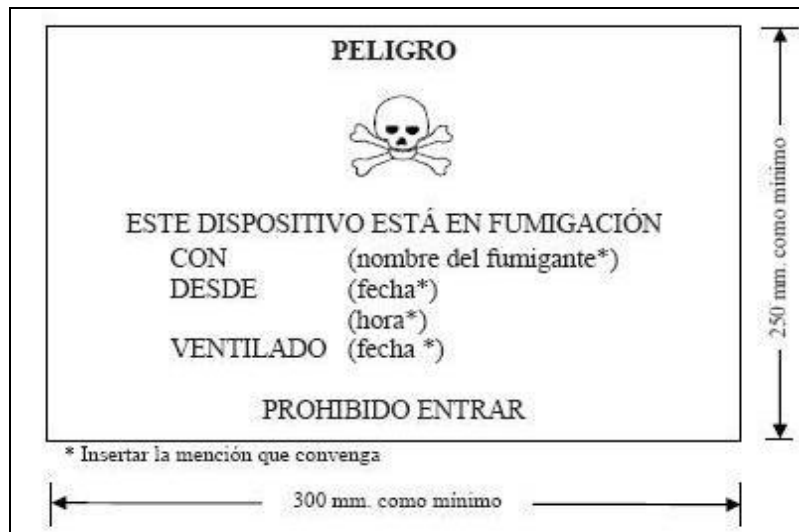 PELIGRO
ESTE DISPOSITIVO ESTÁ EN FUMIGACIÓN
CON (nombre del fumigante*)
DESDE (fecha*)
(hora*)
VENTILADO (fecha *)
PROHIBIDO ENTRAR
* Insertar la mención que convenga
300 mm. como mínimo
250 mm. como mínimo